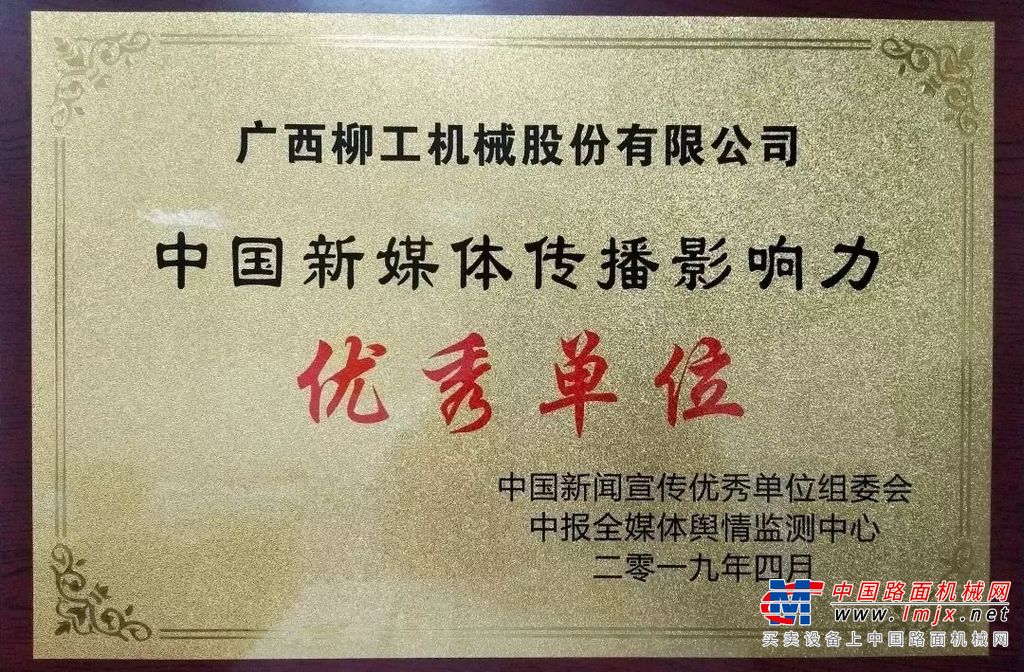 广西柳工机械股份有限公司
中国新媒体传播影响力
优秀单位
中国新闻宣传优秀单位组委会
中报全媒体舆情监测中心
二零一九年四月
中国路面机械网
www.lmjx.net
买卖设备上中国路面机械网